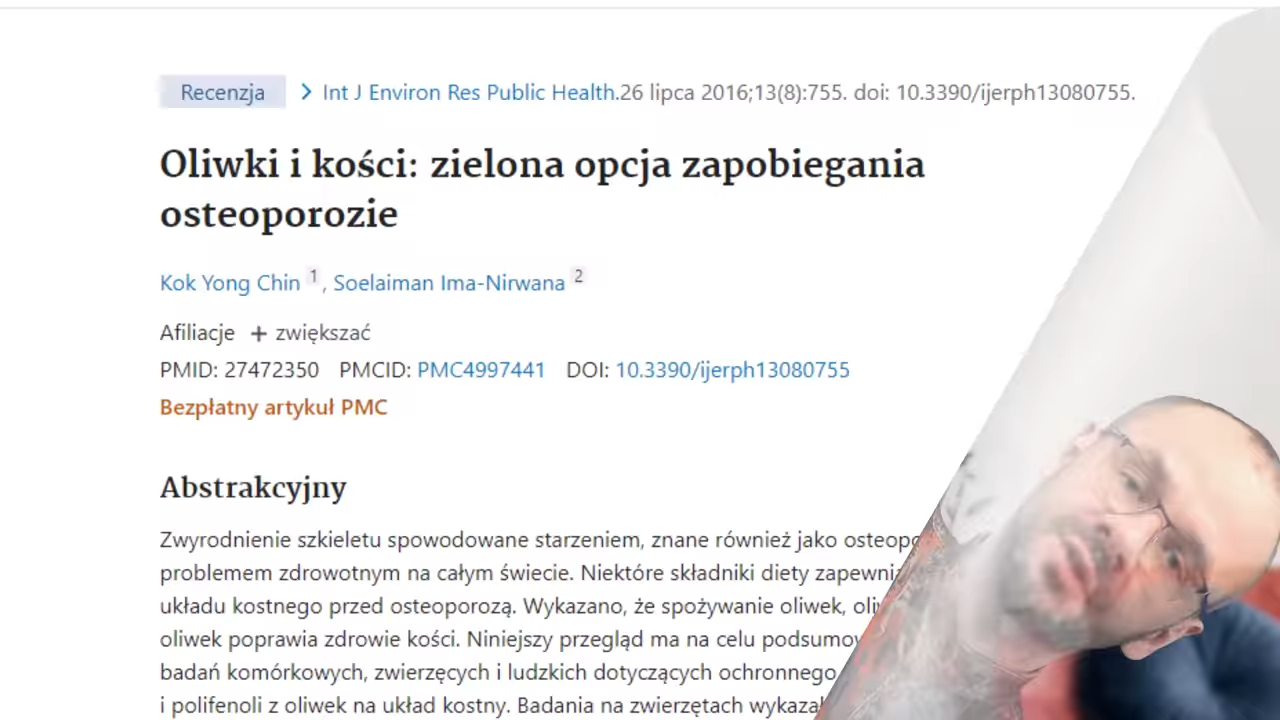 Recenzja > Int J Environ Res Public Health.26 lipca 2016;13(8):755. doi: 10.3390/ijerph13080755.
Oliwki i kości: zielona opcja zapobiegania
osteoporozie
Kok Yong Chin 1, Soelaiman Ima-Nirwana 2
Afiliacje + zwiększać
PMID: 27472350 PMCID: PMC4997441 DOI: 10.3390/ijerph13080755
Bezpłatny artykuł PMC
Abstrakcyjny
Zwyrodnienie szkieletu spowodowane starzeniem, znane również jako
problemem zdrowotnym na całym świecie. Niektóre składniki diety
układu kostnego przed osteoporozą. Wykazano, że spożywanie oliwek,
oliwek poprawia zdrowie kości. Niniejszy przegląd ma na celu
badań komórkowych, zwierzęcych i ludzkich dotyczących ochronnego
i polifenoli z oliwek na układ kostny. Badania na zwierzętach